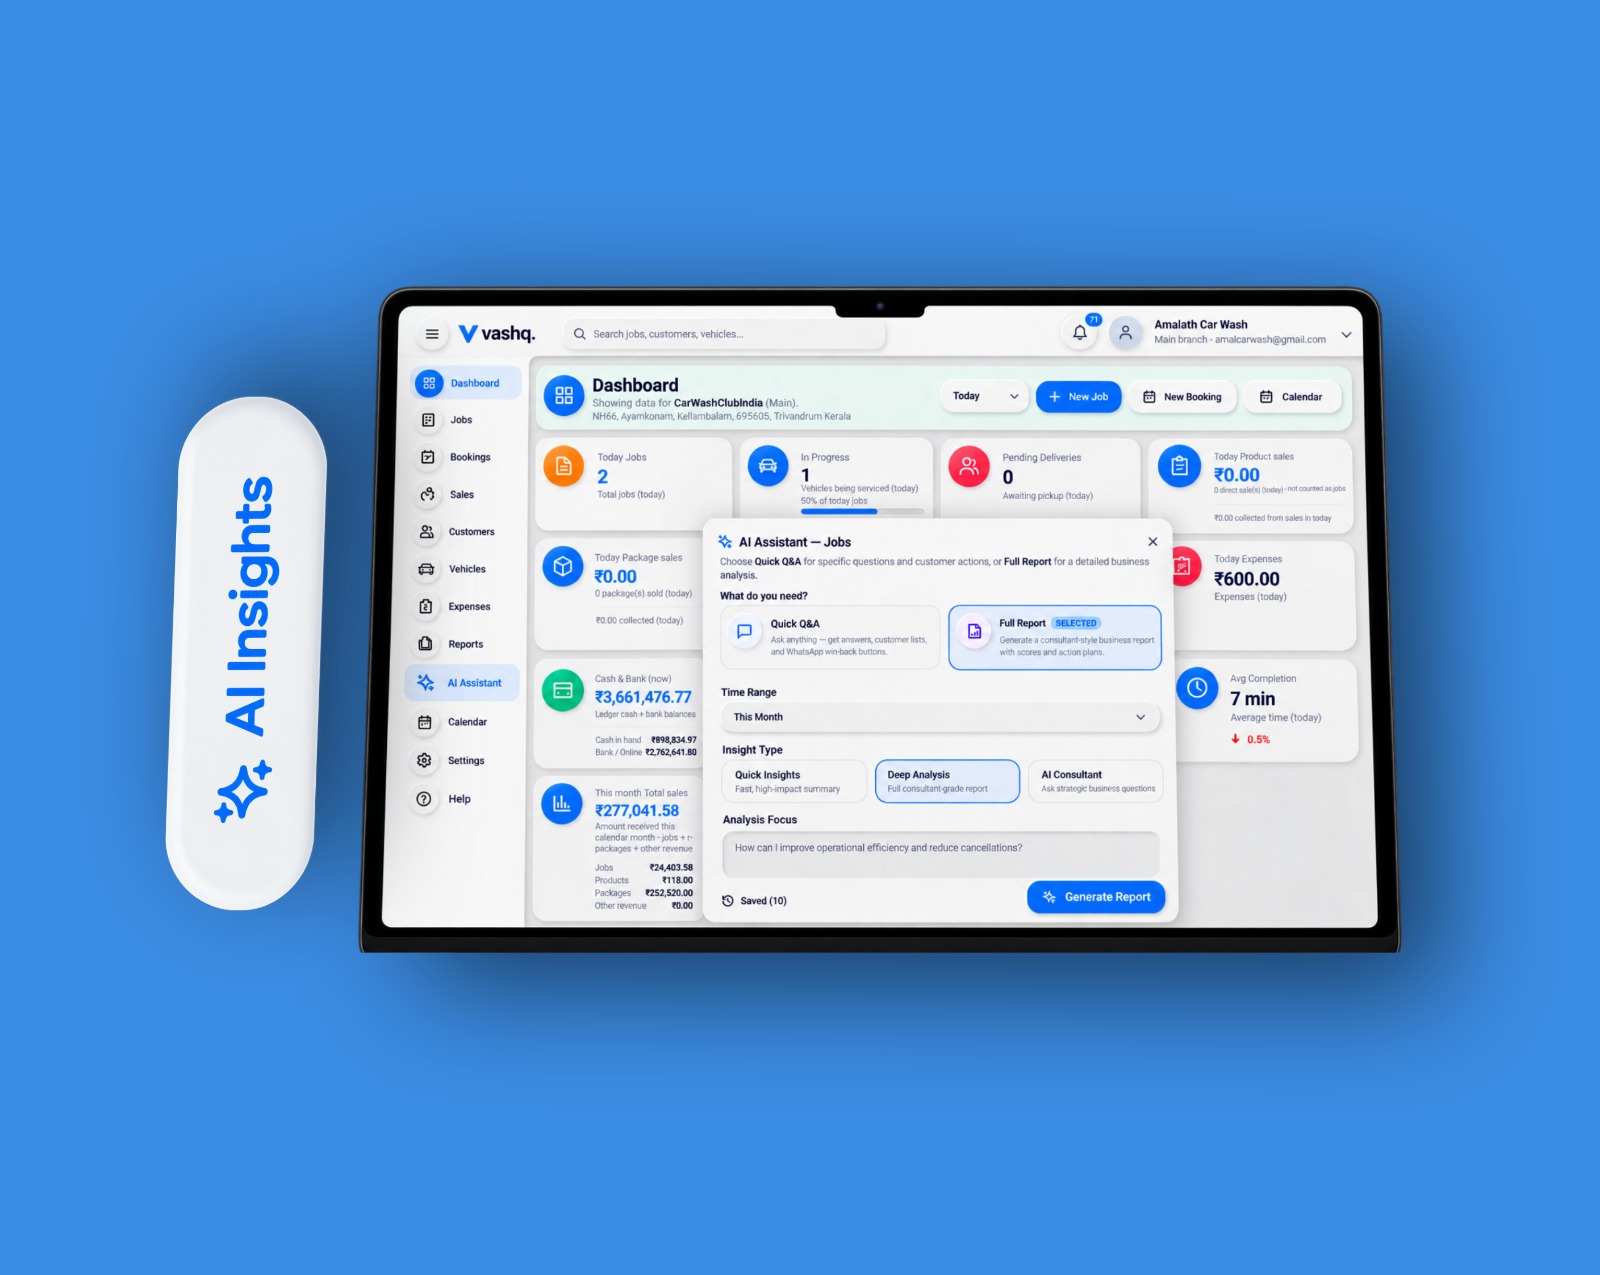 AI Insights
vashq.
Search jobs, customers, vehicles...
71
Amalath Car Wash
Main branch - amalcarwash@gmail.com
Dashboard
Jobs
Bookings
Sales
Customers
Vehicles
Expenses
Reports
AI Assistant
Calendar
Settings
Help
Dashboard
Showing data for CarWashClubIndia (Main).
NH66, Ayamkonam, Kellambalam, 695605, Trivandrum Kerala
Today
New Job
New Booking
Calendar
Today Jobs
2
Total jobs (today)
In Progress
1
Vehicles being serviced (today)
50% of today jobs
Pending Deliveries
0
Awaiting pickup (today)
Today Product sales
₹0.00
0 direct sale(s) (today) - not counted as jobs
₹0.00 collected from sales in today
Today Package sales
₹0.00
0 package(s) sold (today)
₹0.00 collected (today)
Today Expenses
₹600.00
Expenses (today)
Cash & Bank (now)
₹3,661,476.77
Ledger cash + bank balances
Cash in hand ₹898,834.97
Bank / Online ₹2,762,641.80
Avg Completion
7 min
Average time (today)
0.5%
This month Total sales
₹277,041.58
Amount received this
calendar month - jobs + r-
packages + other revenue
Jobs ₹24,403.58
Products ₹118.00
Packages ₹252,520.00
Other revenue ₹0.00
AI Assistant — Jobs
Choose Quick Q&A for specific questions and customer actions, or Full Report for a detailed business
analysis.
What do you need?
Quick Q&A
Ask anything — get answers, customer lists,
and WhatsApp win-back buttons.
Full Report SELECTED
Generate a consultant-style business report
with scores and action plans.
Time Range
This Month
Insight Type
Quick Insights
Fast, high-impact summary
Deep Analysis
Full consultant-grade report
AI Consultant
Ask strategic business questions
Analysis Focus
How can I improve operational efficiency and reduce cancellations?
Saved (10)
Generate Report